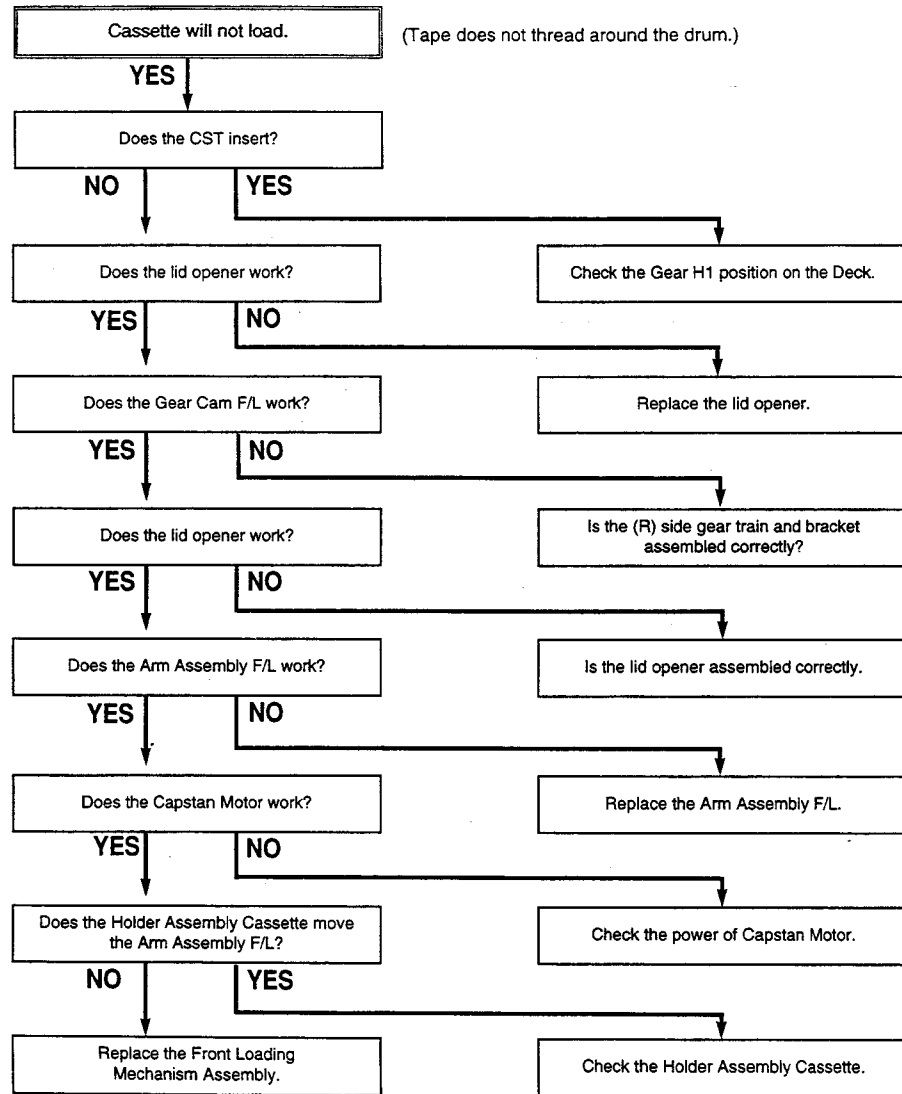 Cassette will not load.
(Tape does not thread around the drum.)
YES
Does the CST insert?
NO
YES
Does the lid opener work?
Check the Gear H1 position on the Deck.
YES
NO
Does the Gear Cam F/L work?
Replace the lid opener.
YES
NO
Does the lid opener work?
Is the (R) side gear train and bracket
assembled correctly?
YES
NO
Does the Arm Assembly F/L work?
Is the lid opener assembled correctly.
YES
NO
Does the Capstan Motor work?
Replace the Arm Assembly F/L.
YES
NO
Does the Holder Assembly Cassette move
the Arm Assembly F/L?
Check the power of Capstan Motor.
NO
YES
Replace the Front Loading
Mechanism Assembly.
Check the Holder Assembly Cassette.